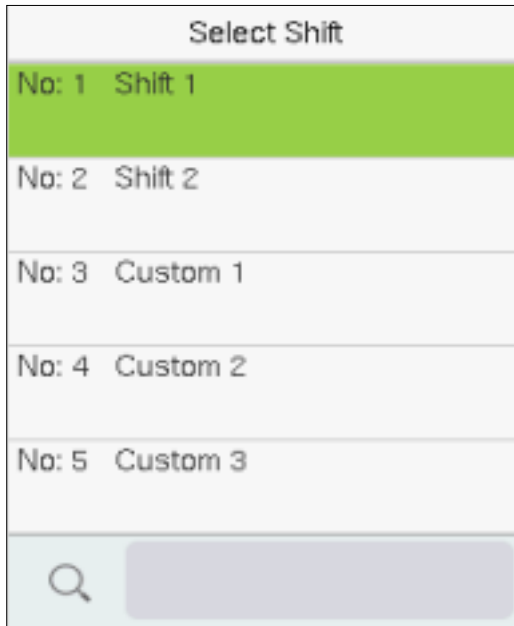 Select Shift
No: 1 Shift 1
No: 2 Shift 2
No: 3 Custom 1
No: 4 Custom 2
No: 5 Custom 3